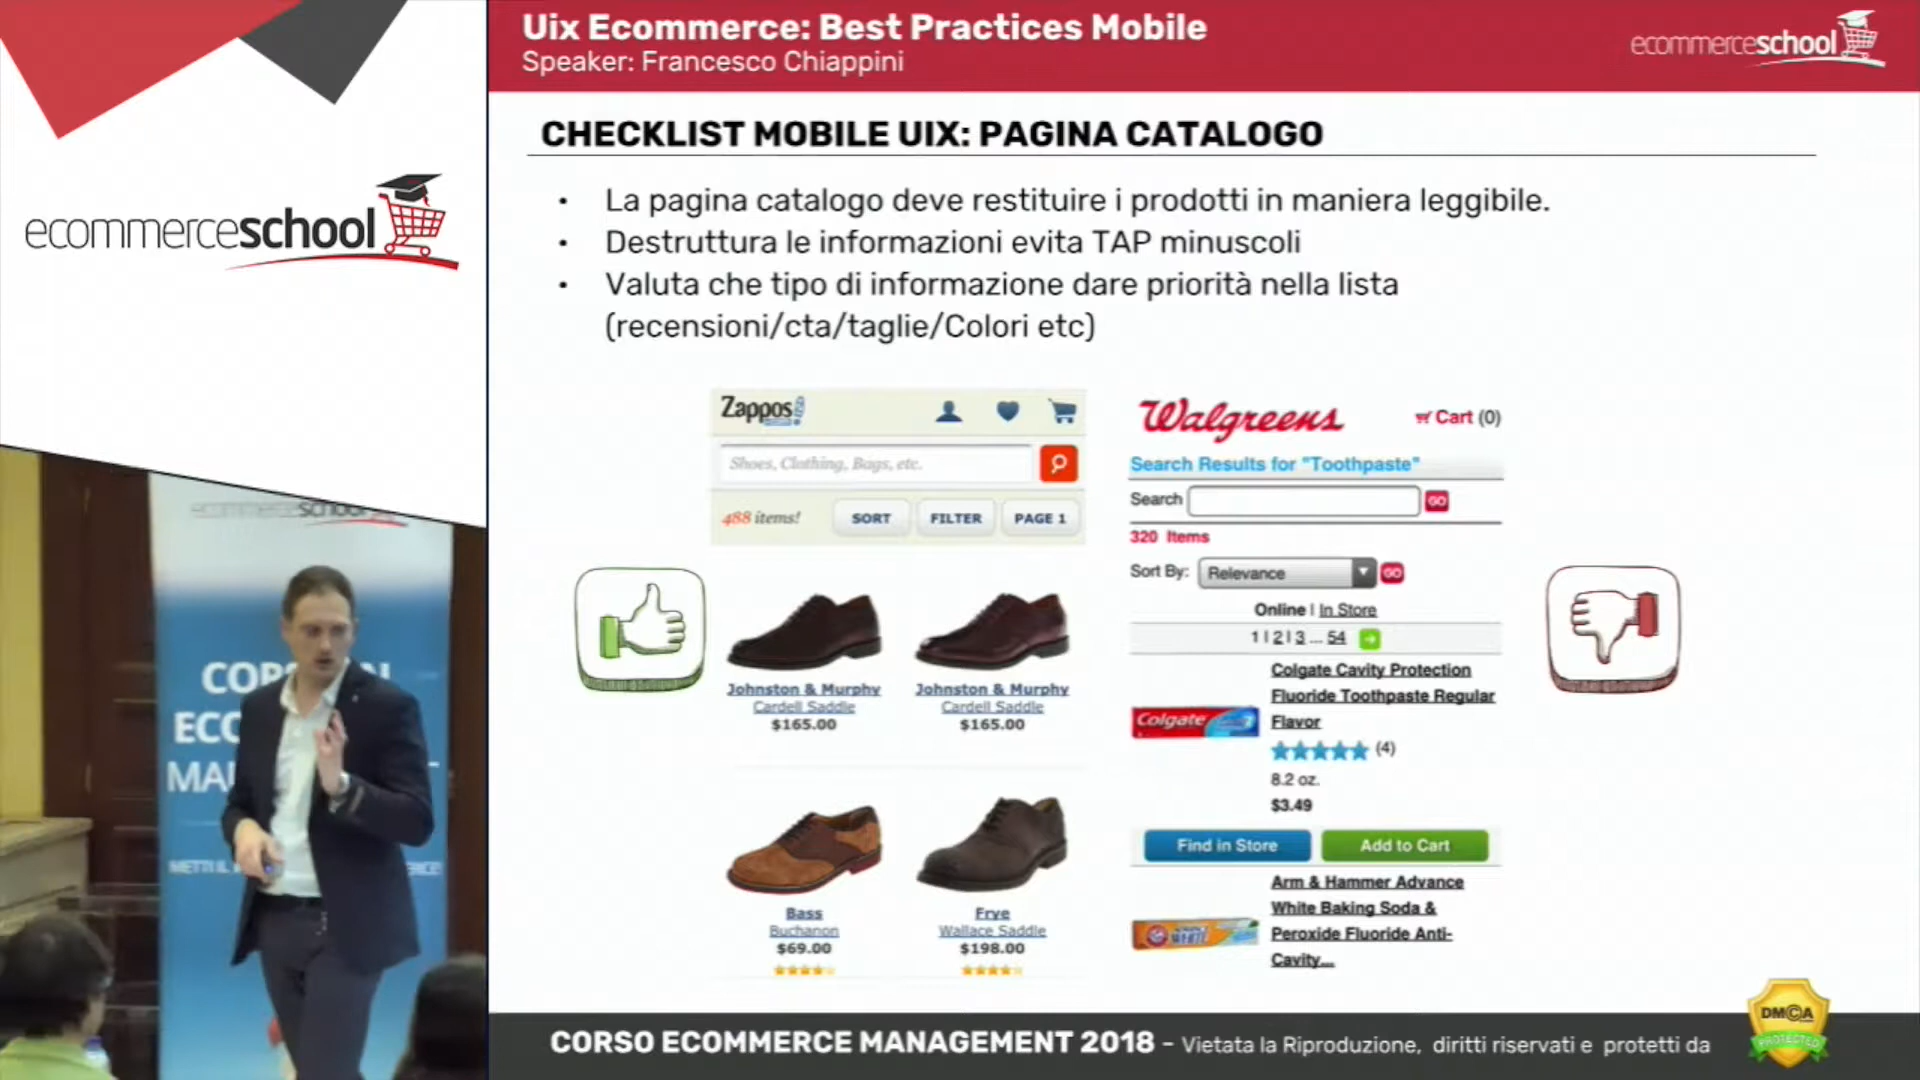 Uix Ecommerce: Best Practices Mobile
Speaker: Francesco Chiappini
ecommerceschool
ecommerceschool
CHECKLIST MOBILE UIX: PAGINA CATALOGO
• La pagina catalogo deve restituire i prodotti in maniera leggibile.
• Destruttura le informazioni evita TAP minuscoli
• Valuta che tipo di informazione dare priorità nella lista
(recensioni/cta/taglie/Colori etc)
Zappos
Shoes, Clothing, Bags, etc.
488 items!
SORT
FILTER
PAGE 1
Johnston & Murphy
Cardell Saddle
$165.00
Johnston & Murphy
Cardell Saddle
$165.00
Bass
Buchanon
$69.00
Frye
Wallace Saddle
$198.00
Walgreens
Cart (0)
Search Results for "Toothpaste"
Search
GO
320 Items
Sort By:
Relevance
GO
Online | In Store
1 | 2 | 3 ... 54
Colgate
Colgate Cavity Protection
Fluoride Toothpaste Regular
Flavor
(4)
8.2 oz.
$3.49
Find in Store
Add to Cart
WHITE
Arm & Hammer Advance
White Baking Soda &
Peroxide Fluoride Anti-
Cavity...
ecommerceschool
METTI IL
CORSO ECOMMERCE MANAGEMENT 2018 - Vietata la Riproduzione, diritti riservati e protetti da
DMCA
PROTECTED